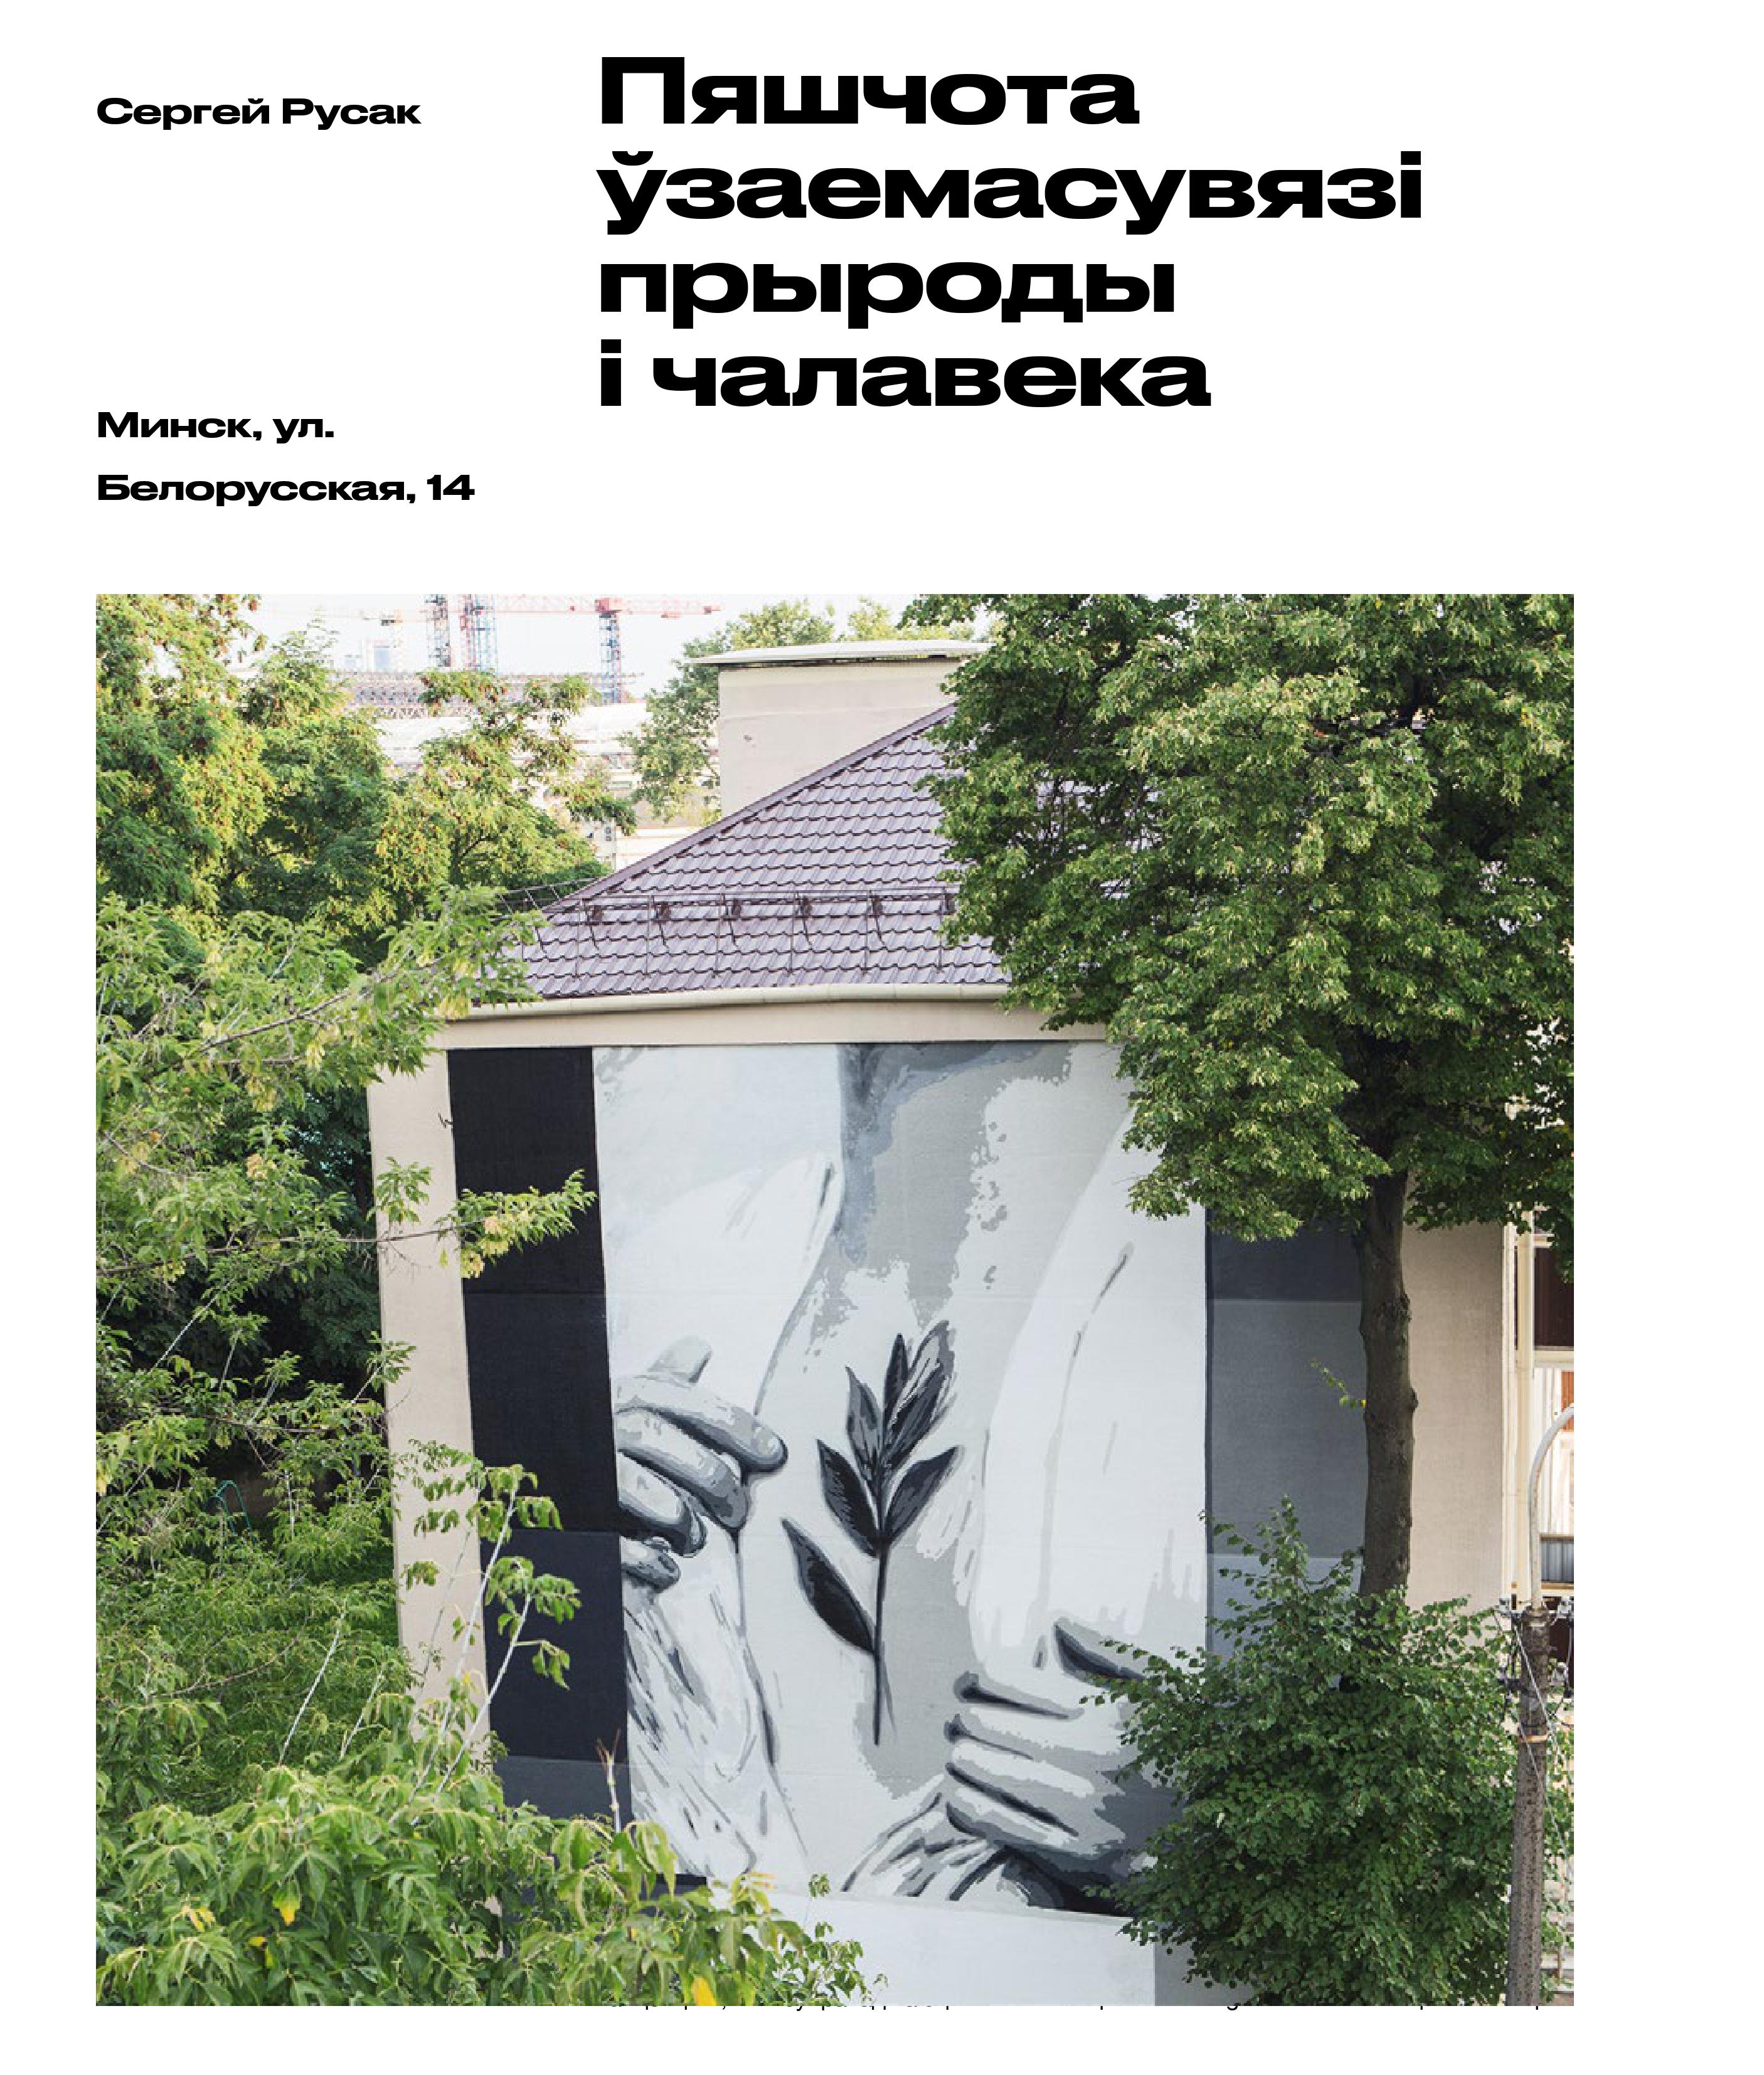 Сергей Русак
Пяшчота
ўзаемасувязі
прыроды
і чалавека
Минск, ул.
Белорусская, 14